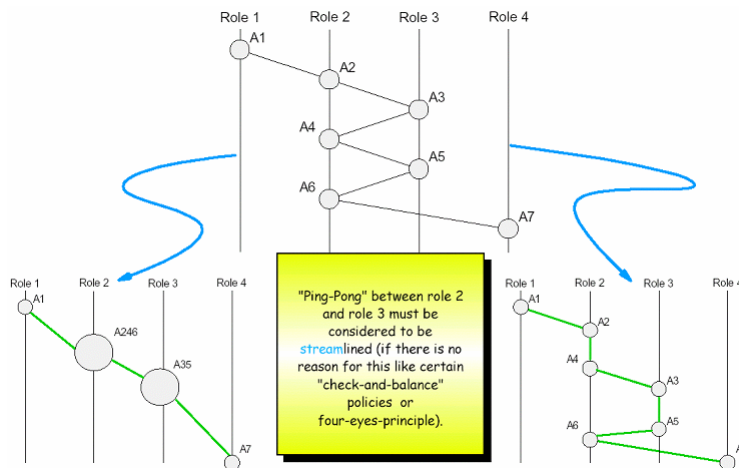 Role 1 Role 2 Role 3 Role 4
A1
A2
A3
A4
A5
A6
A7
Role 1 Role 2 Role 3 Role 4
A1
A246
A35
A7
"Ping-Pong" between role 2
and role 3 must be
considered to be
streamlined (if there is no
reason for this like certain
"check-and-balance"
policies or
four-eyes-principle).
Role 1 Role 2 Role 3
A1
A2
A4
A3
A5
A6